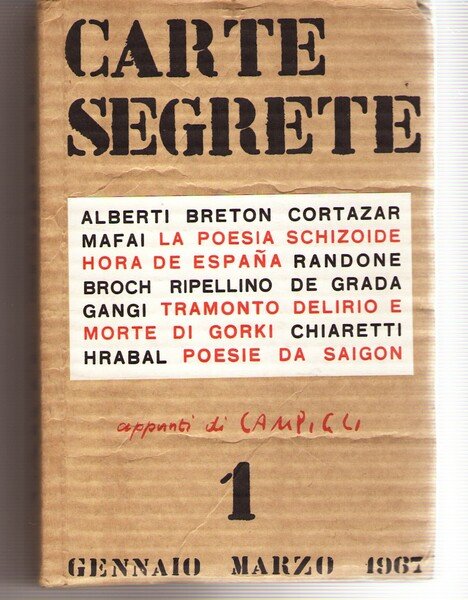 CARTE
SEGRETE
ALBERTI BRETON CORTAZAR
MAFAI LA POESIA SCHIZOIDE
HORA DE ESPAÑA RANDONE
BROCH RIPELLINO DE GRADA
GANGI TRAMONTO DELIRIO E
MORTE DI GORKI CHIARETTI
HRABAL POESIE DA SAIGON
appunti di CAMPIGLI
1
GENNAIO MARZO 1967